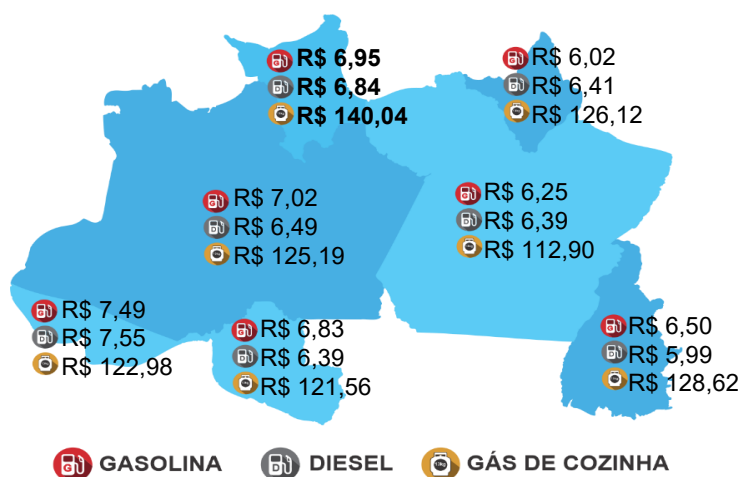 R$ 6,95
R$ 6,84
R$ 140,04
R$ 6,02
R$ 6,41
R$ 126,12
R$ 7,02
R$ 6,49
R$ 125,19
R$ 6,25
R$ 6,39
R$ 112,90
R$ 7,49
R$ 7,55
R$ 122,98
R$ 6,83
R$ 6,39
R$ 121,56
R$ 6,50
R$ 5,99
R$ 128,62
GASOLINA
DIESEL
GÁS DE COZINHA